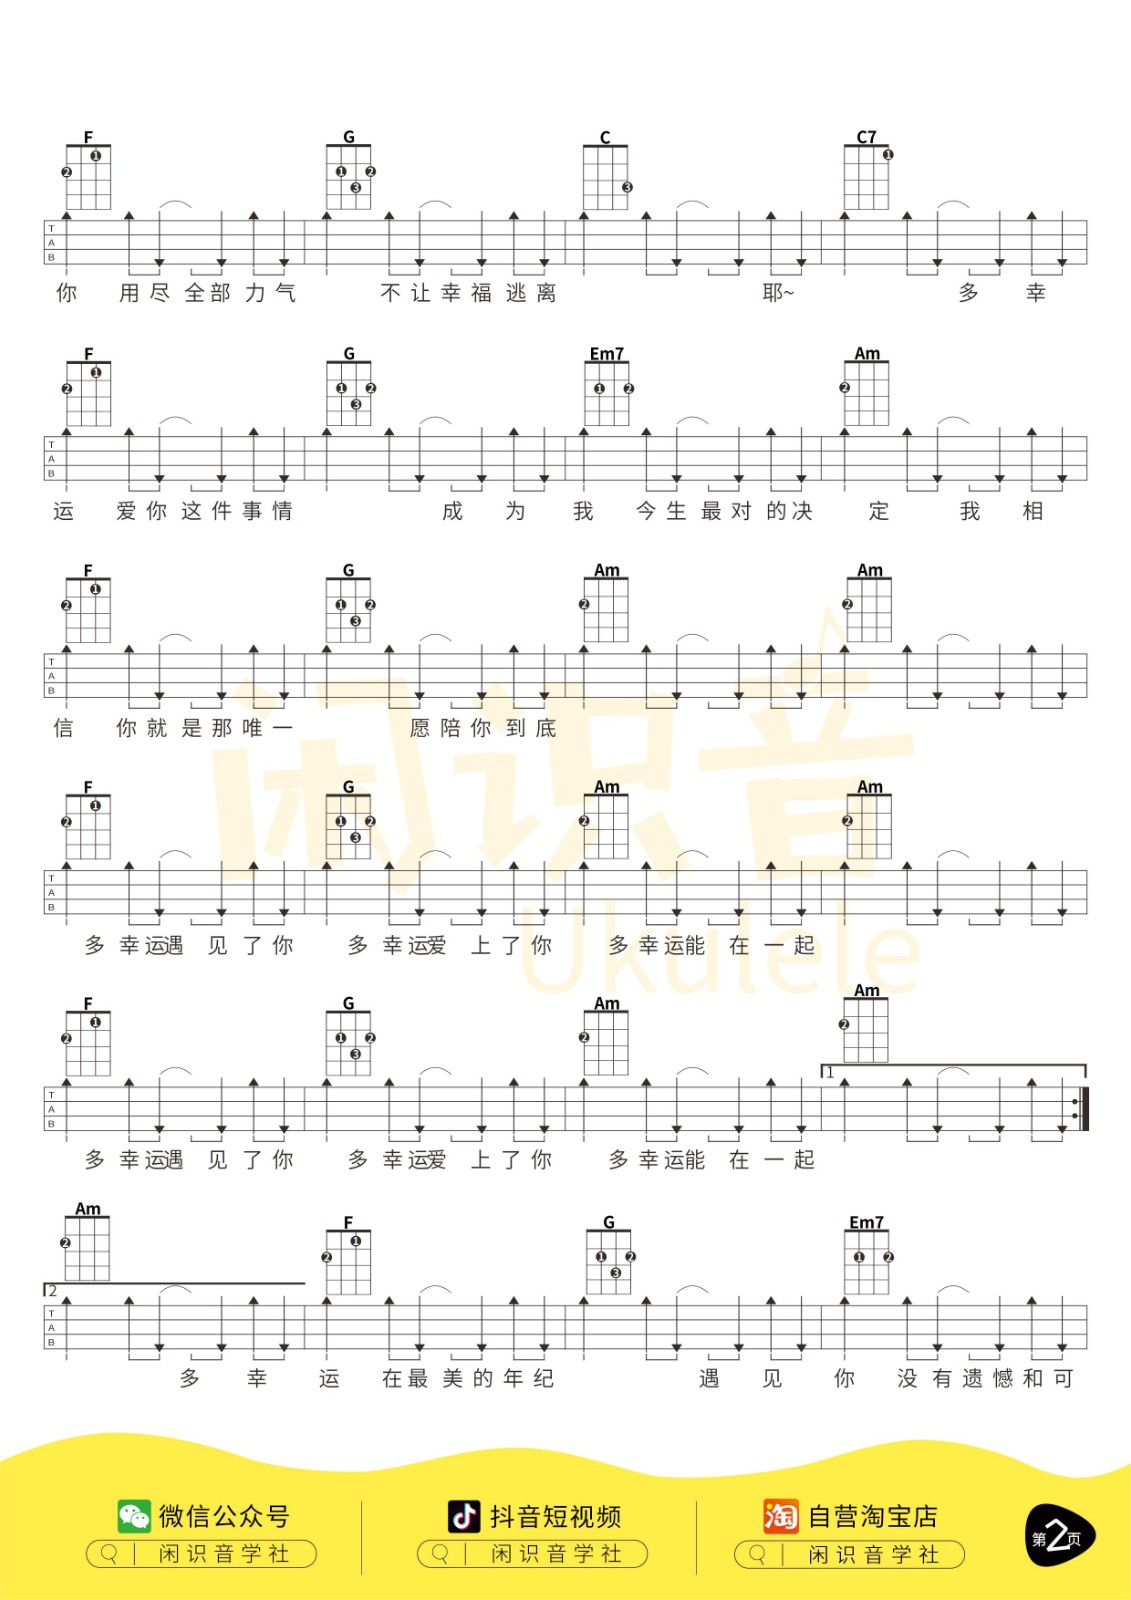 F G C C7
T
A
B
你 用尽 全部 力气 不让幸福逃离 耶~ 多 幸
F G Em7 Am
T
A
B
运 爱你这件事情 成 为 我 今生最对的决 定 我 相
F G Am Am
T
A
B
信 你就是那唯一 愿陪你到底
F G Am Am
T
A
B
多幸运遇 见了你 多幸运爱 上了你 多幸运能 在一起
F G Am Am
1
T
A
B
多幸运遇 见了你 多幸运爱 上了你 多幸运能 在一起
Am F G Em7
2
T
A
B
多 幸 运 在最美的年纪 遇 见 你 没有遗憾和可
闲识音
Ukulele
微信公众号 抖音短视频 淘 自营淘宝店
闲识音学社 闲识音学社 闲识音学社
第2页